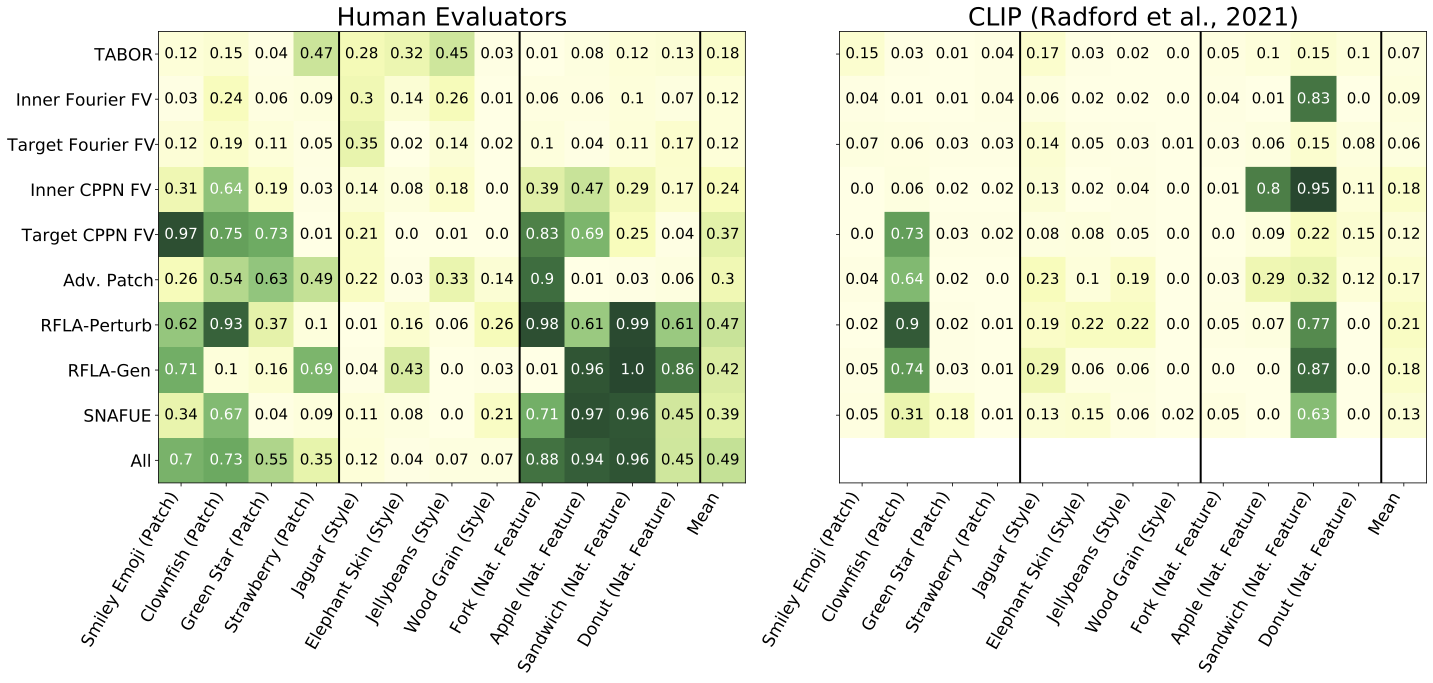 Human Evaluators
CLIP (Radford et al., 2021)
TABOR 0.12 0.15 0.04 0.47 0.28 0.32 0.45 0.03 0.01 0.08 0.12 0.13 0.18 0.15 0.03 0.01 0.04 0.17 0.03 0.02 0.0 0.05 0.1 0.15 0.1 0.07
Inner Fourier FV 0.03 0.24 0.06 0.09 0.3 0.14 0.26 0.01 0.06 0.06 0.1 0.07 0.12 0.04 0.01 0.01 0.04 0.06 0.02 0.02 0.0 0.04 0.01 0.83 0.0 0.09
Target Fourier FV 0.12 0.19 0.11 0.05 0.35 0.02 0.14 0.02 0.1 0.04 0.11 0.17 0.12 0.07 0.06 0.03 0.03 0.14 0.05 0.03 0.01 0.03 0.06 0.15 0.08 0.06
Inner CPPN FV 0.31 0.64 0.19 0.03 0.14 0.08 0.18 0.0 0.39 0.47 0.29 0.17 0.24 0.0 0.06 0.02 0.02 0.13 0.02 0.04 0.0 0.01 0.8 0.95 0.11 0.18
Target CPPN FV 0.97 0.75 0.73 0.01 0.21 0.0 0.01 0.0 0.83 0.69 0.25 0.04 0.37 0.0 0.73 0.03 0.02 0.08 0.08 0.05 0.0 0.0 0.09 0.22 0.15 0.12
Adv. Patch 0.26 0.54 0.63 0.49 0.22 0.03 0.33 0.14 0.9 0.01 0.03 0.06 0.3 0.04 0.64 0.02 0.0 0.23 0.1 0.19 0.0 0.03 0.29 0.32 0.12 0.17
RFLA-Perturb 0.62 0.93 0.37 0.1 0.01 0.16 0.06 0.26 0.98 0.61 0.99 0.61 0.47 0.02 0.9 0.02 0.01 0.19 0.22 0.22 0.0 0.05 0.07 0.77 0.0 0.21
RFLA-Gen 0.71 0.1 0.16 0.69 0.04 0.43 0.0 0.03 0.01 0.96 1.0 0.86 0.42 0.05 0.74 0.03 0.01 0.29 0.06 0.06 0.0 0.0 0.0 0.87 0.0 0.18
SNAFUE 0.34 0.67 0.04 0.09 0.11 0.08 0.0 0.21 0.71 0.97 0.96 0.45 0.39 0.05 0.31 0.18 0.01 0.13 0.15 0.06 0.02 0.05 0.0 0.63 0.0 0.13
All 0.7 0.73 0.55 0.35 0.12 0.04 0.07 0.07 0.88 0.94 0.96 0.45 0.49
Smiley Emoji (Patch)
Clownfish (Patch)
Green Star (Patch)
Strawberry (Patch)
Jaguar (Style)
Elephant Skin (Style)
Jellybeans (Style)
Wood Grain (Style)
Fork (Nat. Feature)
Apple (Nat. Feature)
Sandwich (Nat. Feature)
Donut (Nat. Feature)
Mean
Smiley Emoji (Patch)
Clownfish (Patch)
Green Star (Patch)
Strawberry (Patch)
Jaguar (Style)
Elephant Skin (Style)
Jellybeans (Style)
Wood Grain (Style)
Fork (Nat. Feature)
Apple (Nat. Feature)
Sandwich (Nat. Feature)
Donut (Nat. Feature)
Mean